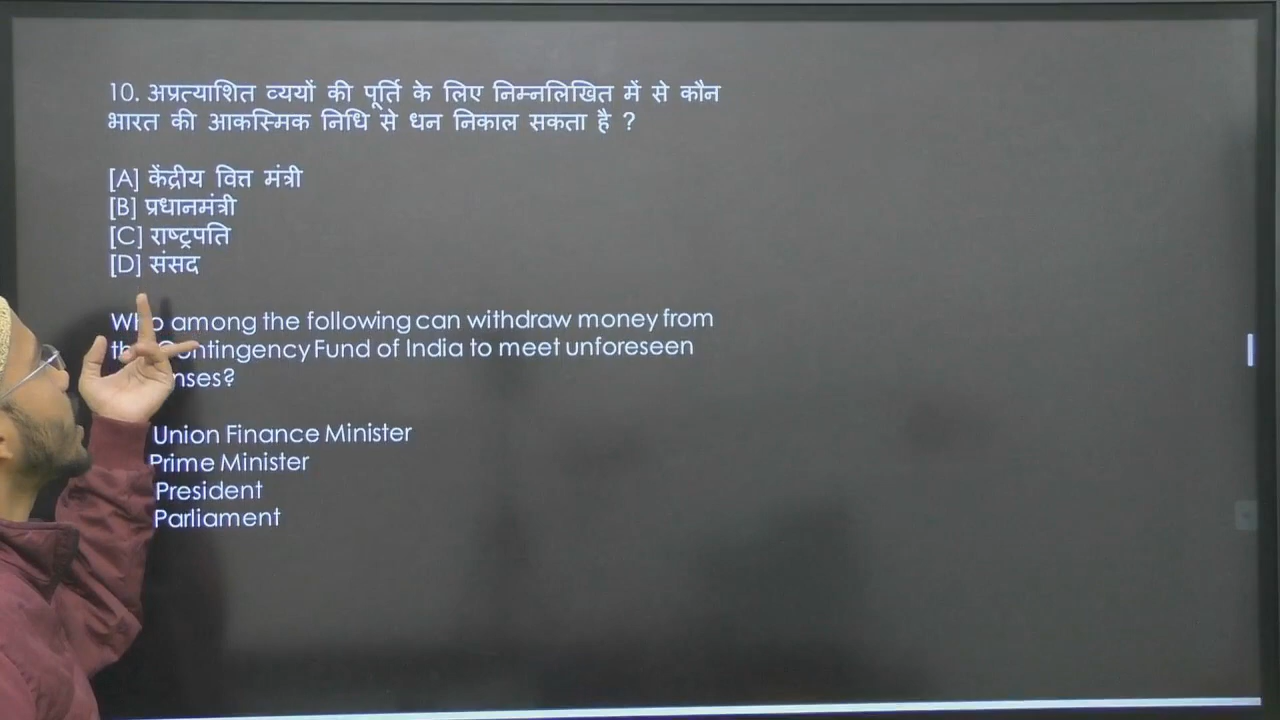 10. अप्रत्याशित व्ययों की पूर्ति के लिए निम्नलिखित में से कौन
भारत की आकस्मिक निधि से धन निकाल सकता है ?
[A] केंद्रीय वित्त मंत्री
[B] प्रधानमंत्री
[C] राष्ट्रपति
[D] संसद
Who among the following can withdraw money from
Contingency Fund of India to meet unforeseen
Union Finance Minister
Prime Minister
President
Parliament